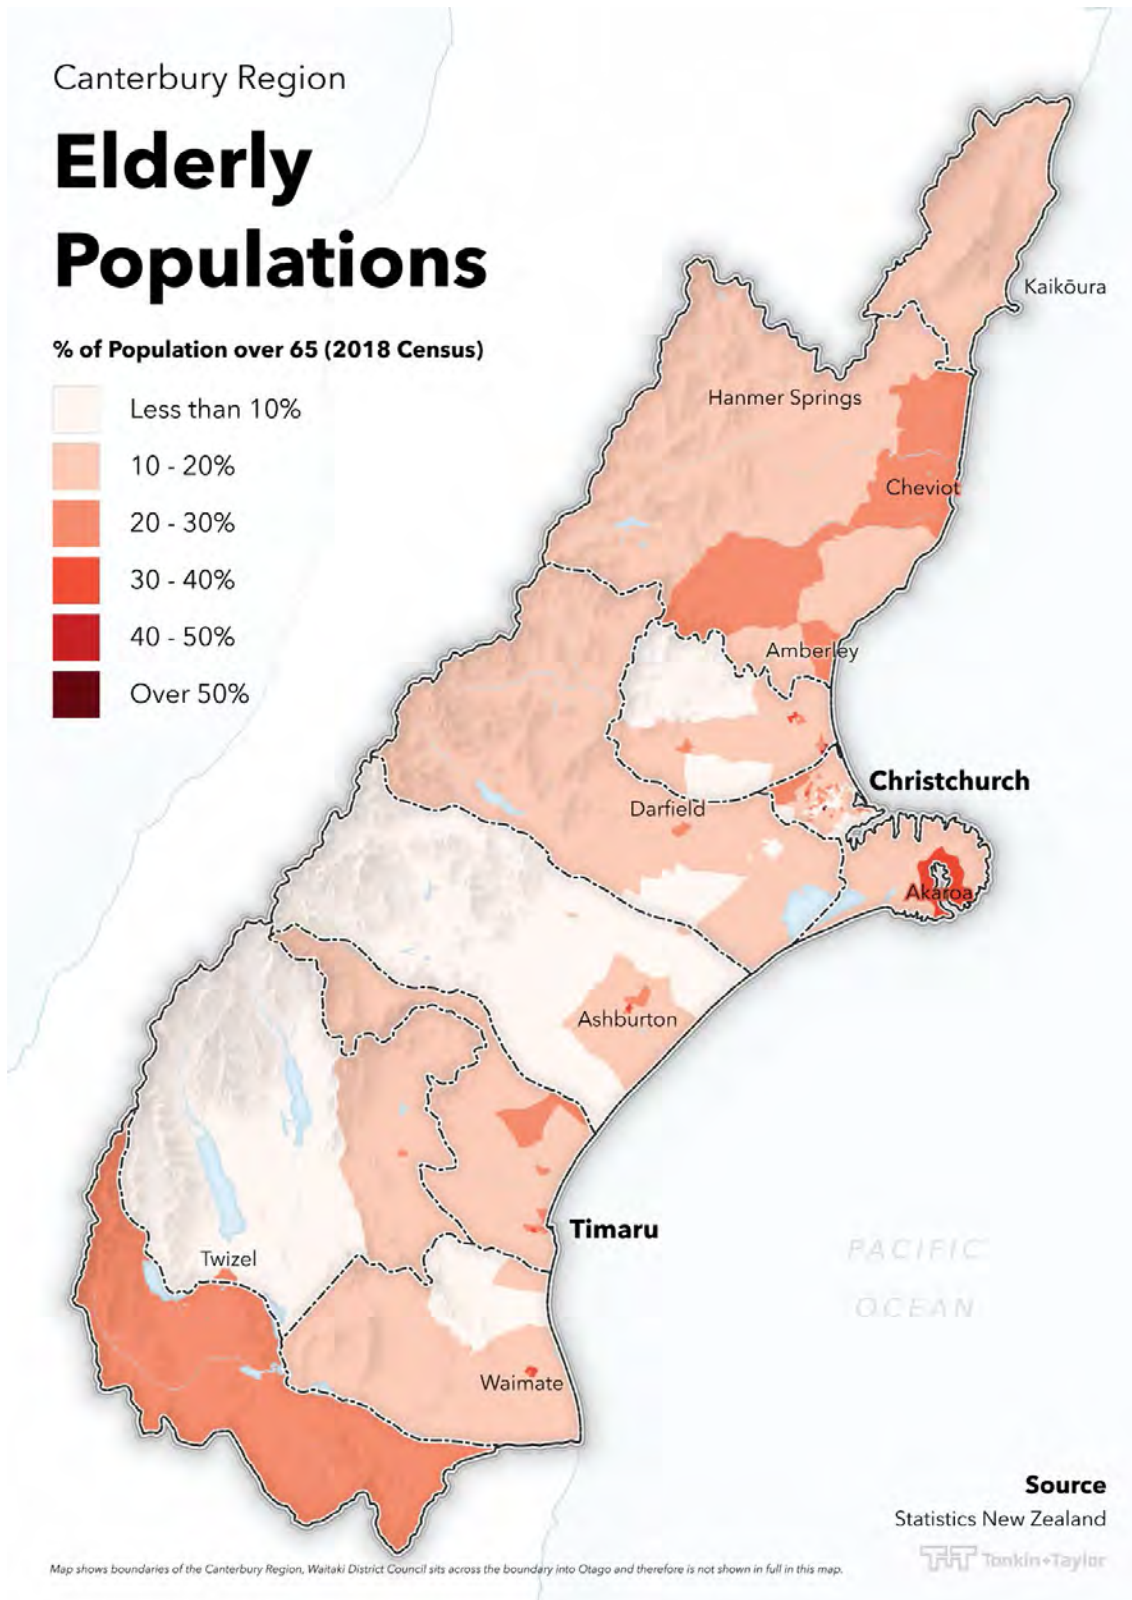 Canterbury Region
Elderly
Populations
% of Population over 65 (2018 Census)
Less than 10%
10 - 20%
20 - 30%
30 - 40%
40 - 50%
Over 50%
Kaikōura
Hanmer Springs
Cheviot
Amberley
Christchurch
Darfield
Akaroa
Ashburton
Timaru
PACIFIC
OCEAN
Twizel
Waimate
Source
Statistics New Zealand
T+T Tonkin+Taylor
Map shows boundaries of the Canterbury Region, Waitaki District Council sits across the boundary into Otago and therefore is not shown in full in this map.